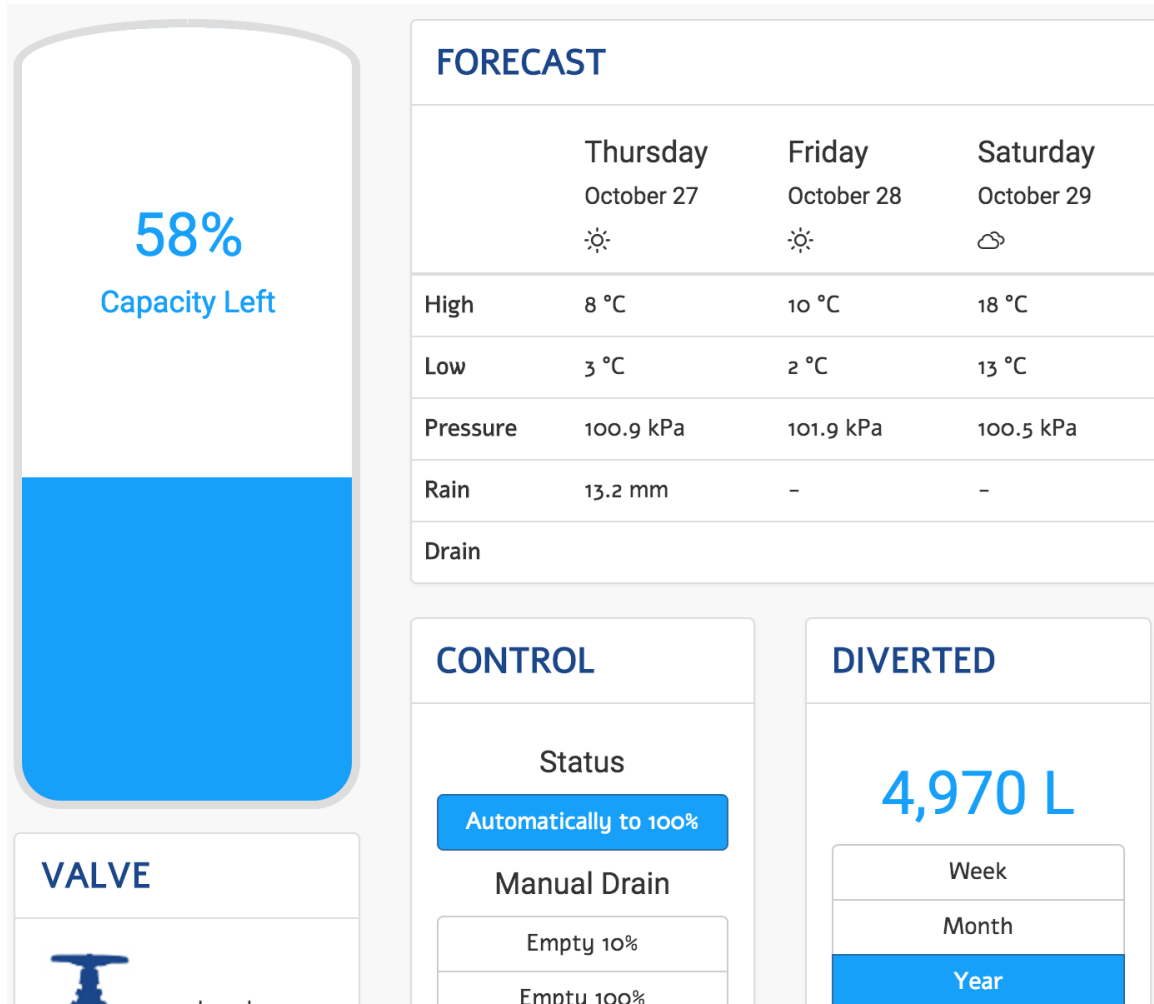 58%
Capacity Left
FORECAST
Thursday Friday Saturday
October 27 October 28 October 29
High 8 °C 10 °C 18 °C
Low 3 °C 2 °C 13 °C
Pressure 100.9 kPa 101.9 kPa 100.5 kPa
Rain 13.2 mm – –
Drain
VALVE
CONTROL
Status
Automatically to 100%
Manual Drain
Empty 10%
Empty 100%
DIVERTED
4,970 L
Week
Month
Year